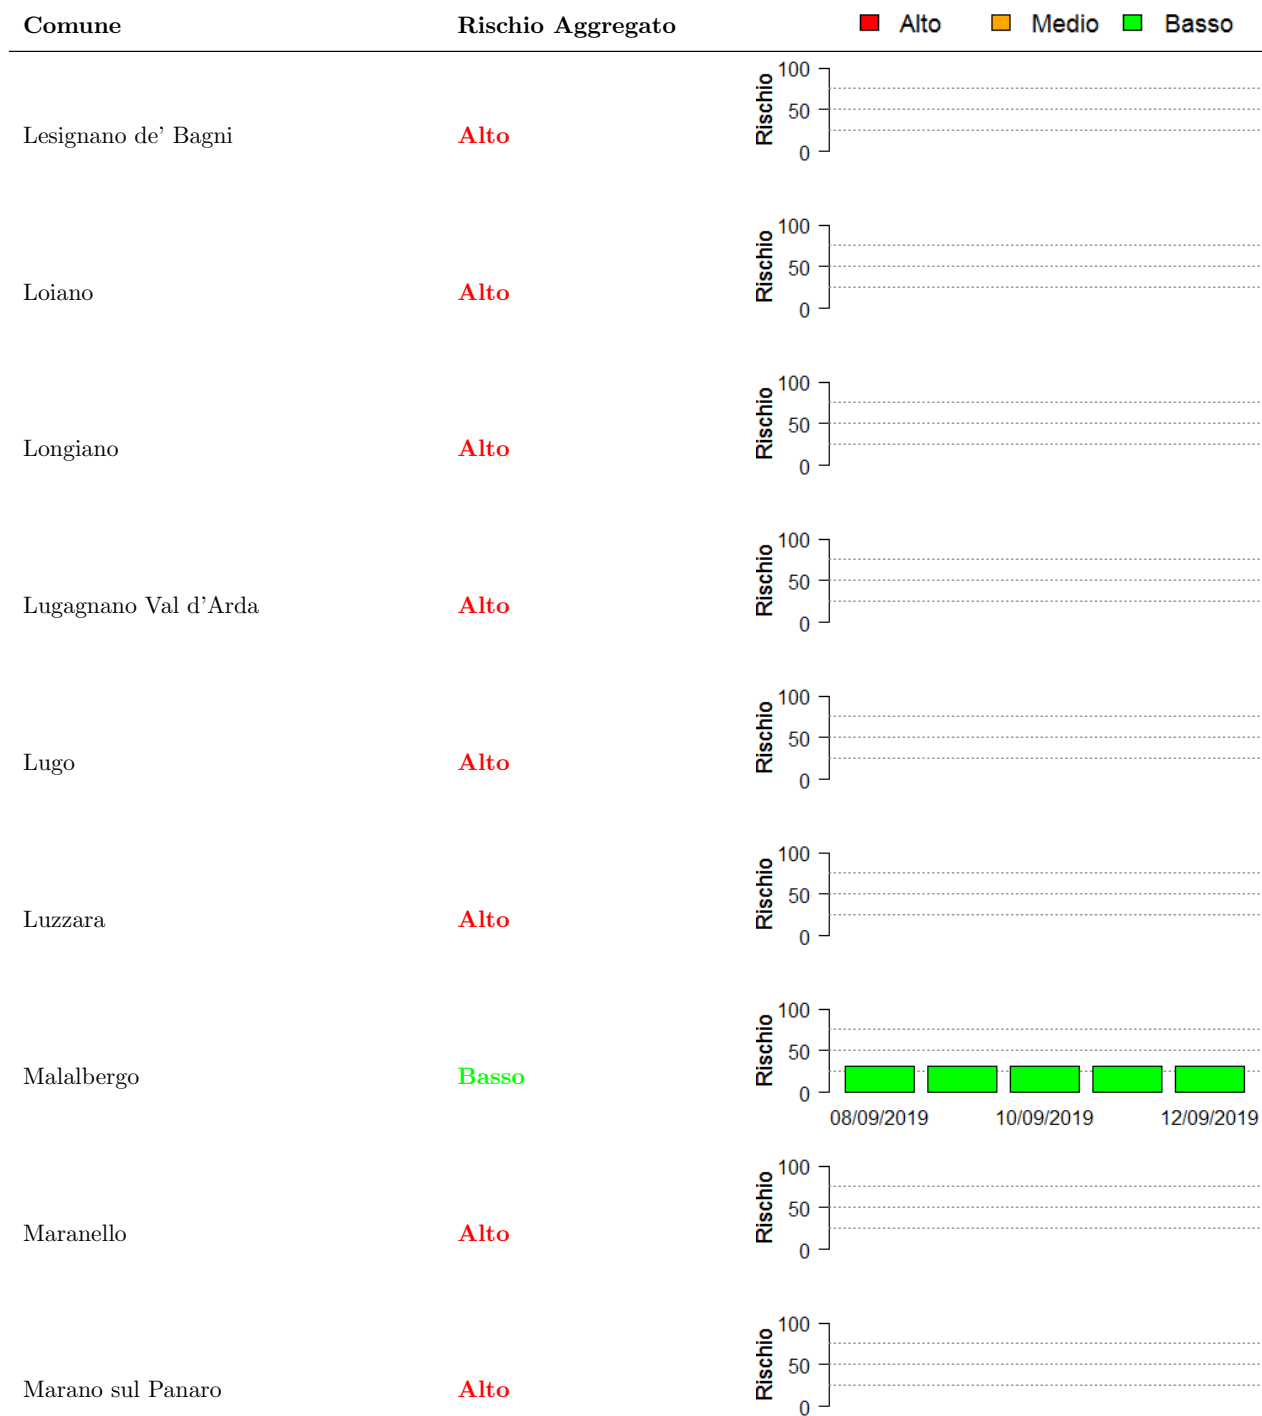 Comune Rischio Aggregato Alto Medio Basso
Lesignano de' Bagni Alto Rischio 100 50 0
Loiano Alto Rischio 100 50 0
Longiano Alto Rischio 100 50 0
Lugagnano Val d'Arda Alto Rischio 100 50 0
Lugo Alto Rischio 100 50 0
Luzzara Alto Rischio 100 50 0
Malalbergo Basso Rischio 100 50 0
08/09/2019 10/09/2019 12/09/2019
Maranello Alto Rischio 100 50 0
Marano sul Panaro Alto Rischio 100 50 0